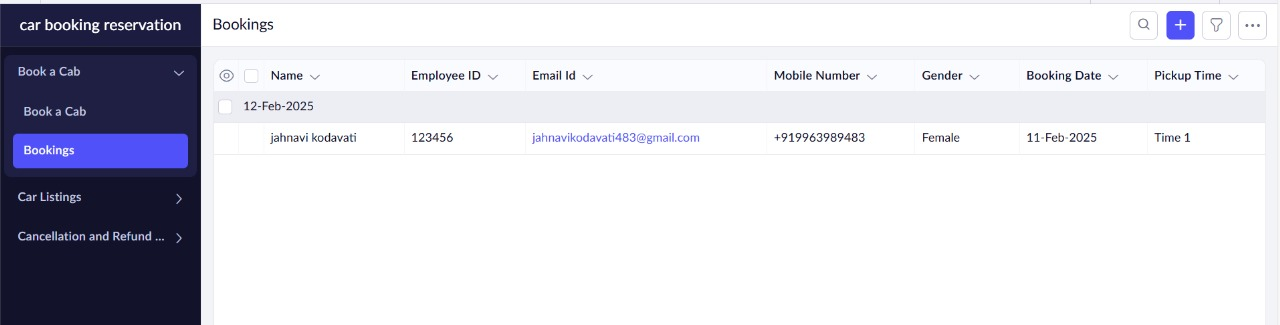 car booking reservation
Bookings
Book a Cab
Book a Cab
Bookings
Car Listings
Cancellation and Refund ...
Name Employee ID Email Id Mobile Number Gender Booking Date Pickup Time
12-Feb-2025
jahnavi kodavati 123456 jahnavikodavati483@gmail.com +919963989483 Female 11-Feb-2025 Time 1